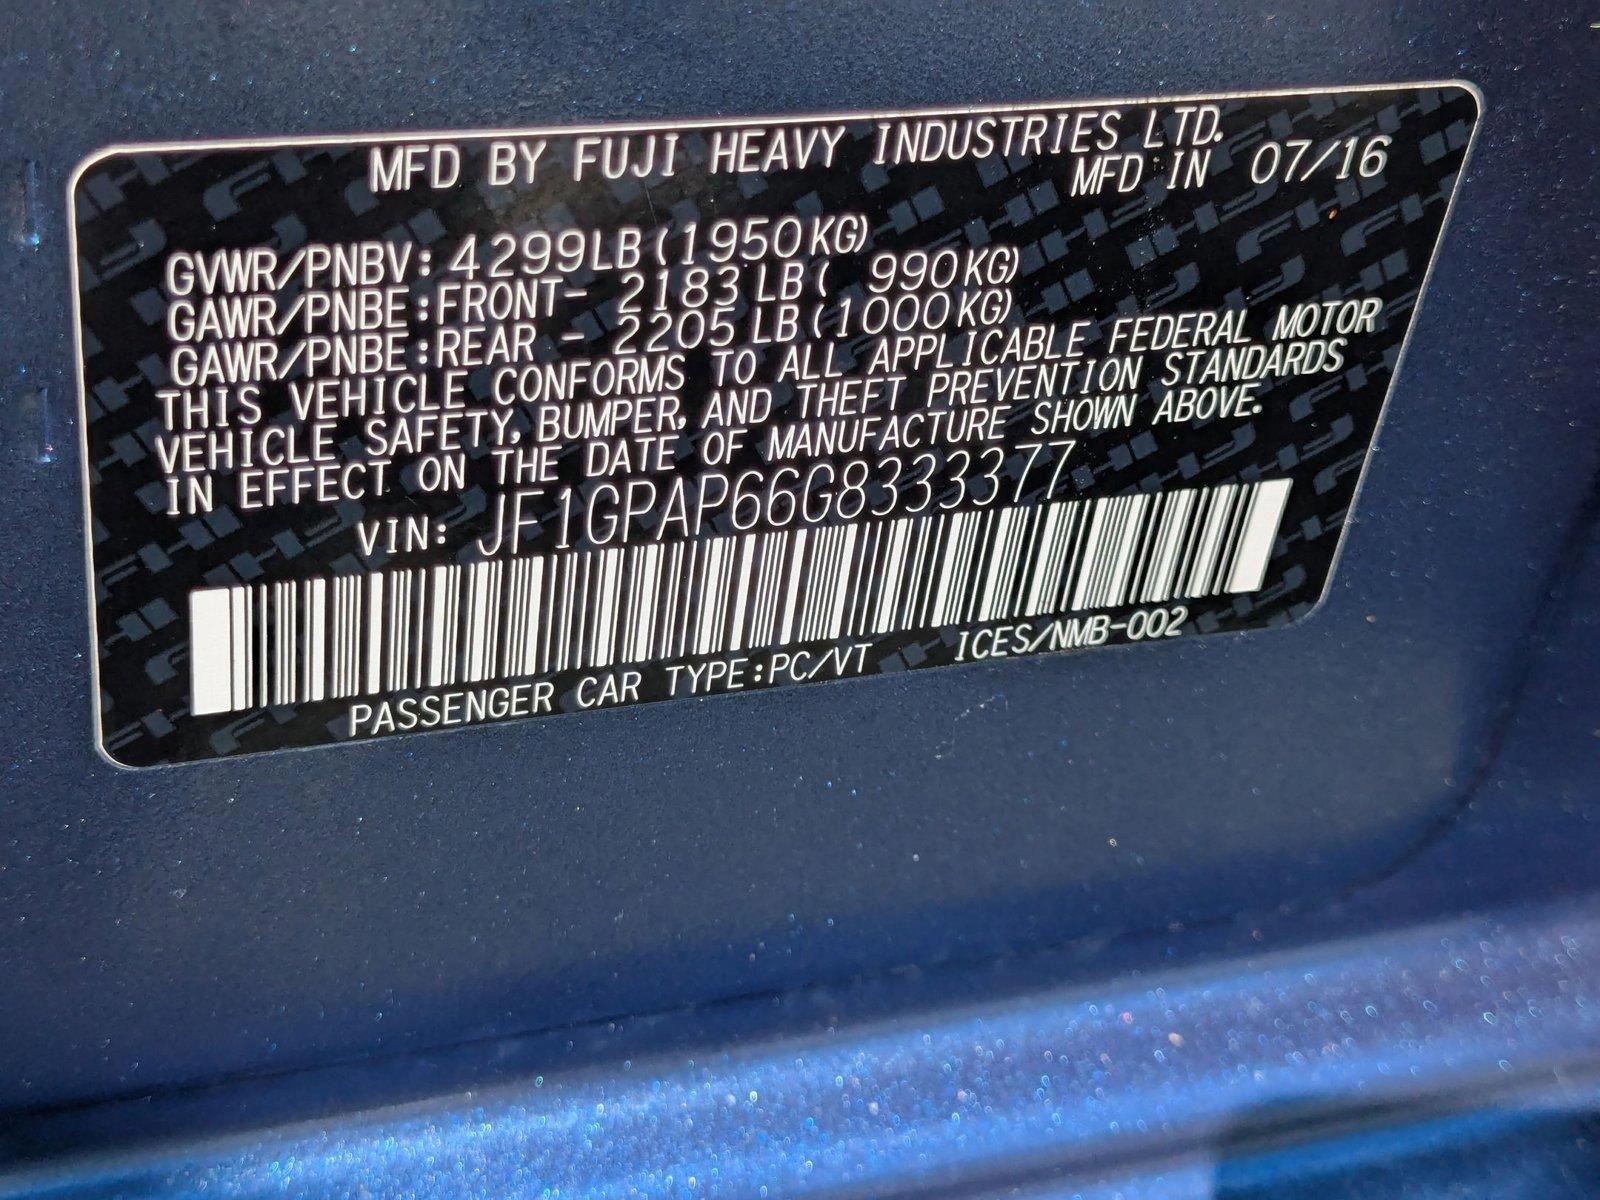 MFD BY FUJI HEAVY INDUSTRIES LTD.
MFD IN 07/16
GVWR/PNBV: 4299LB(1950KG)
GAWR/PNBE:FRONT- 2183LB( 990KG)
GAWR/PNBE:REAR - 2205LB(1000KG)
THIS VEHICLE CONFORMS TO ALL APPLICABLE FEDERAL MOTOR
VEHICLE SAFETY, BUMPER, AND THEFT PREVENTION STANDARDS
IN EFFECT ON THE DATE OF MANUFACTURE SHOWN ABOVE.
VIN: JF1GPAP66G8333377
PASSENGER CAR TYPE:PC/VT ICES/NMB-002